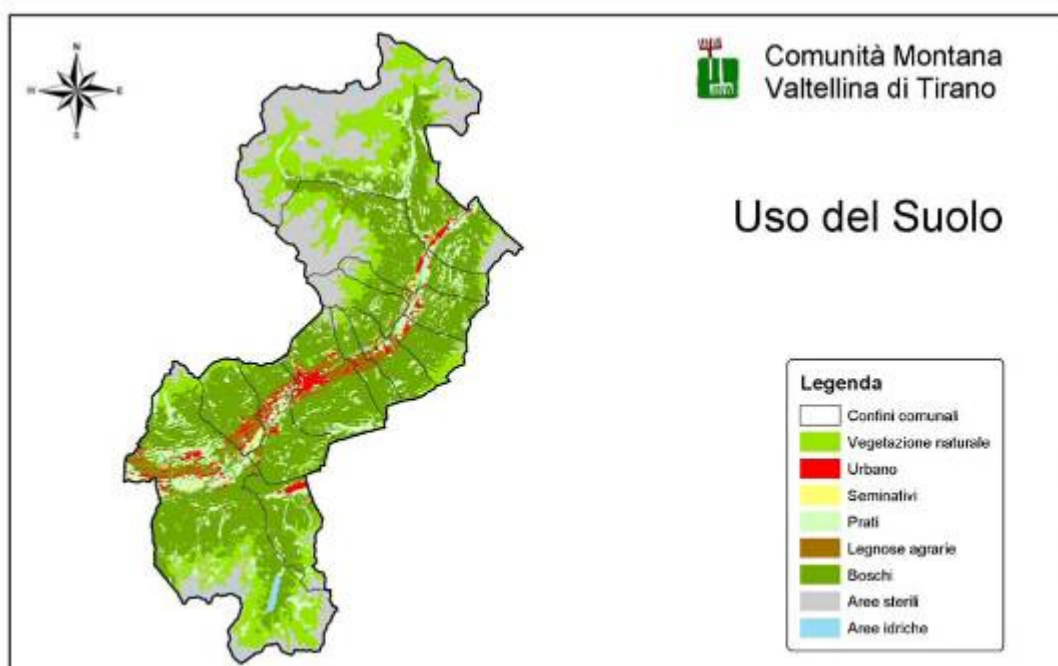 N
E
S
Comunità Montana
Valtellina di Tirano
Uso del Suolo
Legenda
Confini comunali
Vegetazione naturale
Urbano
Seminativi
Prati
Legnose agrarie
Boschi
Aree sterili
Aree idriche